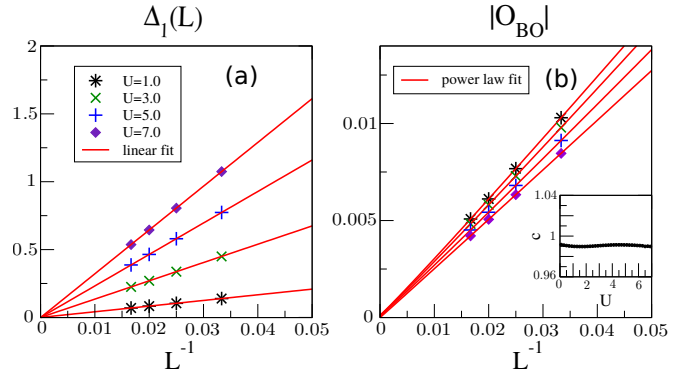 Δ_l(L)
|O_BO|
2
1.5
1
0.5
0
(a)
U=1.0
U=3.0
U=5.0
U=7.0
linear fit
0 0.01 0.02 0.03 0.04 0.05
L^-1
0.01
0.005
0.000
power law fit
(b)
1.04
1
0.96
c
0 2 4 6
U
0 0.01 0.02 0.03 0.04 0.05
L^-1